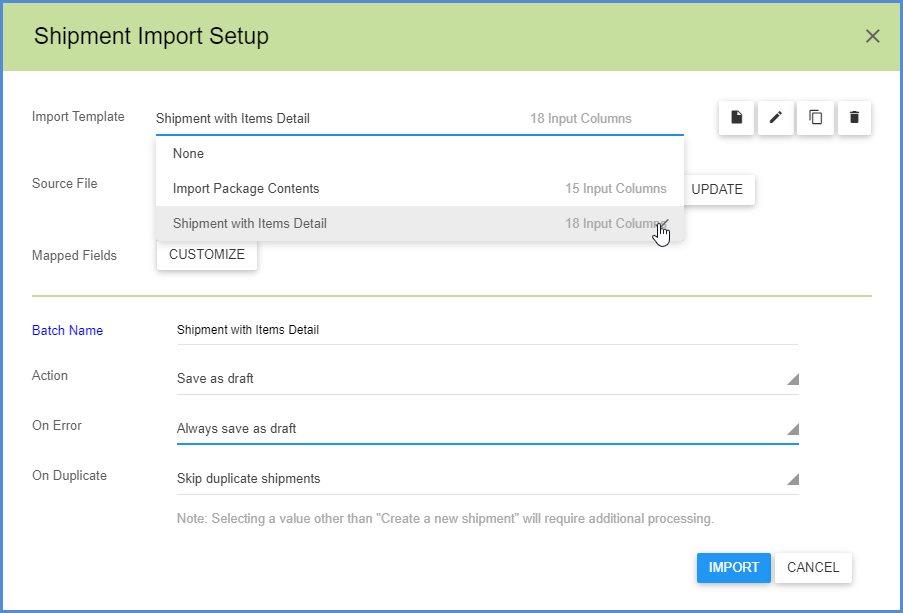 Shipment Import Setup
Import Template
Shipment with Items Detail 18 Input Columns
None
Source File
Import Package Contents 15 Input Columns
UPDATE
Shipment with Items Detail 18 Input Columns
Mapped Fields
CUSTOMIZE
Batch Name
Shipment with Items Detail
Action
Save as draft
On Error
Always save as draft
On Duplicate
Skip duplicate shipments
Note: Selecting a value other than "Create a new shipment" will require additional processing.
IMPORT
CANCEL